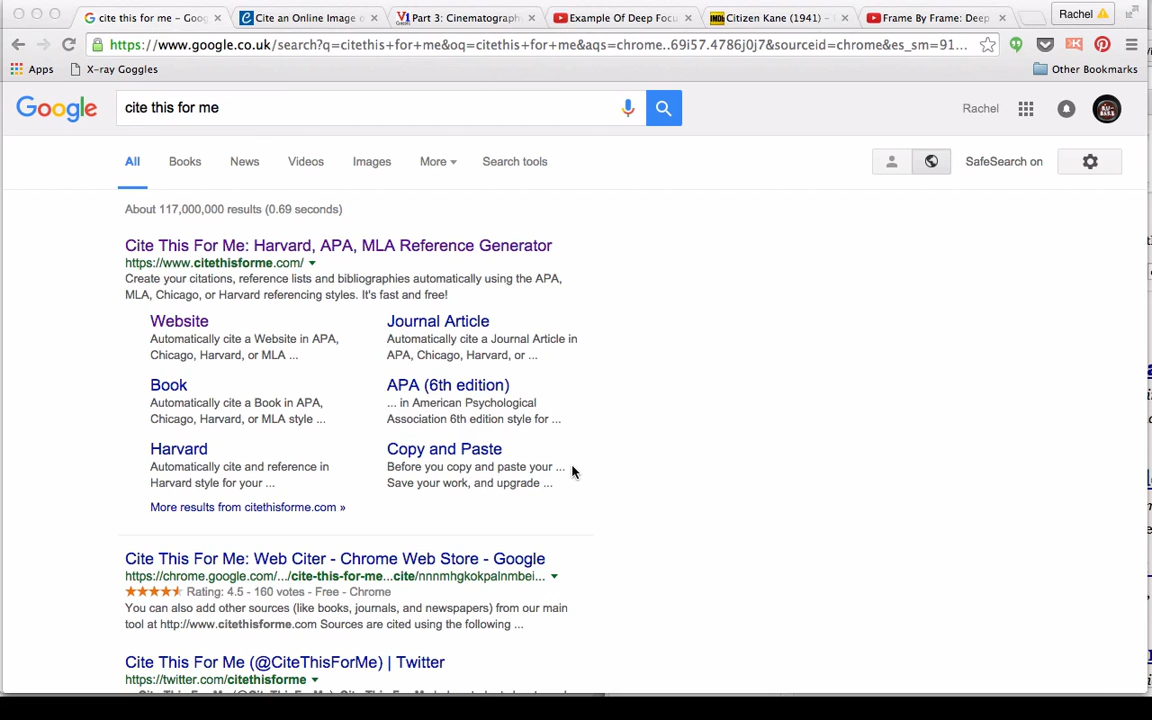 cite this for me – Goog
Cite an Online Image o
Part 3: Cinematograph
Example Of Deep Focu
Citizen Kane (1941) –
Frame By Frame: Deep
Rachel
https://www.google.co.uk/search?q=citethis+for+me&oq=citethis+for+me&aqs=chrome..69i57.4786j0j7&sourceid=chrome&es_sm=91...
Apps
X-ray Goggles
Other Bookmarks
Google
cite this for me
Rachel
All
Books
News
Videos
Images
More
Search tools
SafeSearch on
About 117,000,000 results (0.69 seconds)
Cite This For Me: Harvard, APA, MLA Reference Generator
https://www.citethisforme.com/
Create your citations, reference lists and bibliographies automatically using the APA,
MLA, Chicago, or Harvard referencing styles. It's fast and free!
Website
Automatically cite a Website in APA,
Chicago, Harvard, or MLA ...
Journal Article
Automatically cite a Journal Article in
APA, Chicago, Harvard, or ...
Book
Automatically cite a Book in APA,
Chicago, Harvard, or MLA style ...
APA (6th edition)
... in American Psychological
Association 6th edition style for ...
Harvard
Automatically cite and reference in
Harvard style for your ...
Copy and Paste
Before you copy and paste your ...
Save your work, and upgrade ...
More results from citethisforme.com »
Cite This For Me: Web Citer - Chrome Web Store - Google
https://chrome.google.com/.../cite-this-for-me...cite/nnnmhgkokpalnmbei...
Rating: 4.5 - 160 votes - Free - Chrome
You can also add other sources (like books, journals, and newspapers) from our main
tool at http://www.citethisforme.com Sources are cited using the following ...
Cite This For Me (@CiteThisForMe) | Twitter
https://twitter.com/citethisforme